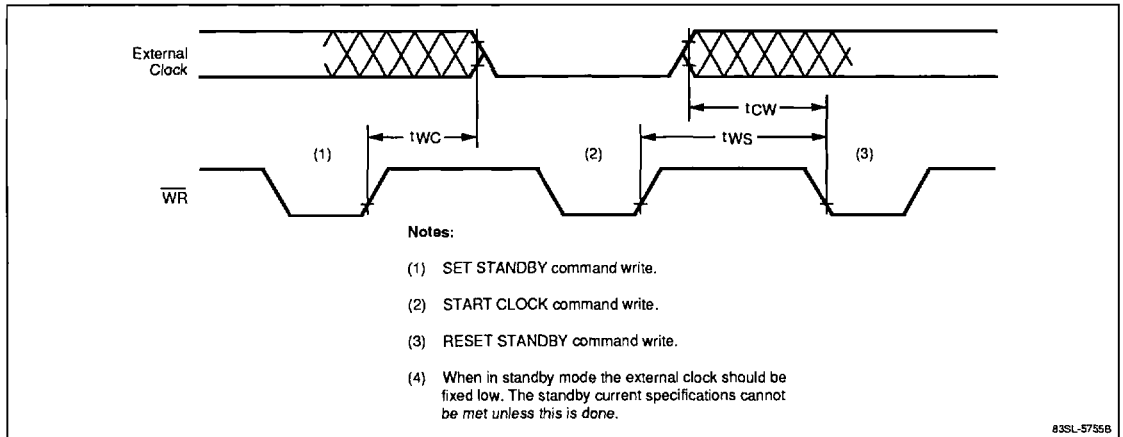 External
Clock
tCW
tWC
tWS
(1)
(2)
(3)
WR
Notes:
(1) SET STANDBY command write.
(2) START CLOCK command write.
(3) RESET STANDBY command write.
(4) When in standby mode the external clock should be
fixed low. The standby current specifications cannot
be met unless this is done.
83SL-5755B